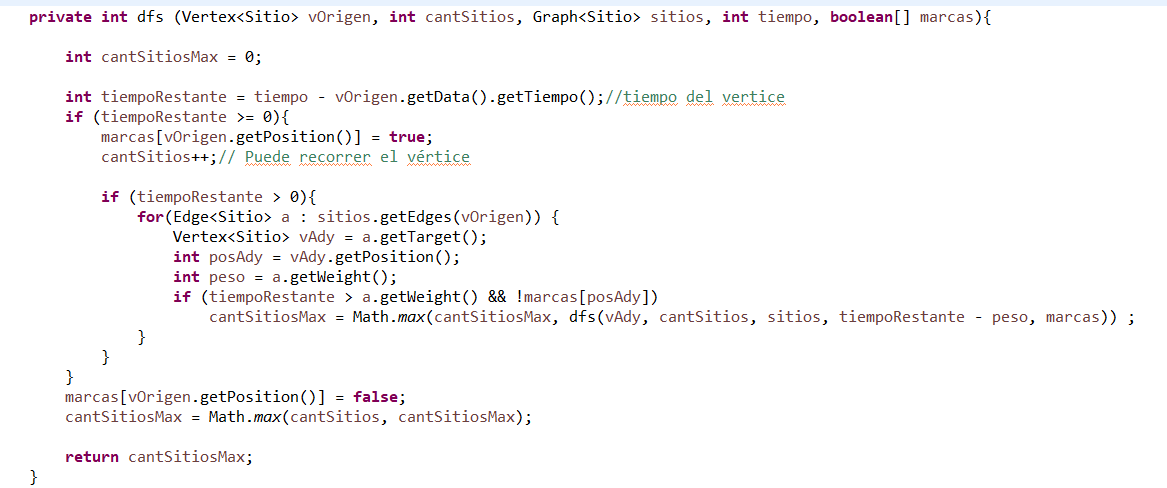 private int dfs (Vertex<Sitio> vOrigen, int cantSitios, Graph<Sitio> sitios, int tiempo, boolean[] marcas){
int cantSitiosMax = 0;
int tiempoRestante = tiempo - vOrigen.getData().getTiempo();//tiempo del vertice
if (tiempoRestante >= 0){
marcas[vOrigen.getPosition()] = true;
cantSitios++;// Puede recorrer el vértice
if (tiempoRestante > 0){
for(Edge<Sitio> a : sitios.getEdges(vOrigen)) {
Vertex<Sitio> vAdy = a.getTarget();
int posAdy = vAdy.getPosition();
int peso = a.getWeight();
if (tiempoRestante > a.getWeight() && !marcas[posAdy])
cantSitiosMax = Math.max(cantSitiosMax, dfs(vAdy, cantSitios, sitios, tiempoRestante - peso, marcas)) ;
}
}
}
marcas[vOrigen.getPosition()] = false;
cantSitiosMax = Math.max(cantSitios, cantSitiosMax);
return cantSitiosMax;
}